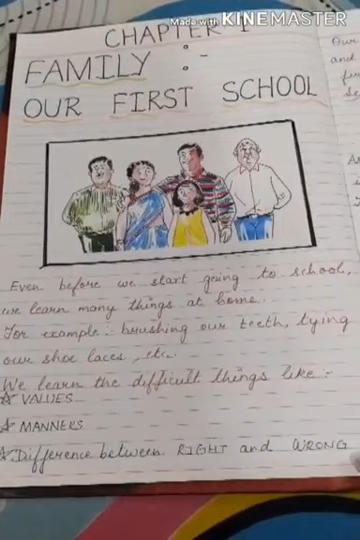 Made with KINEMASTER
CHAPTER - 1
FAMILY :-
OUR FIRST SCHOOL
Even before we start going to school,
we learn many things at home.
For example:- brushing our teeth, tying
our shoe laces, etc.
We learn the difficult things like :-
☆ VALUES
☆ MANNERS
☆ Difference between RIGHT and WRONG
Our
and